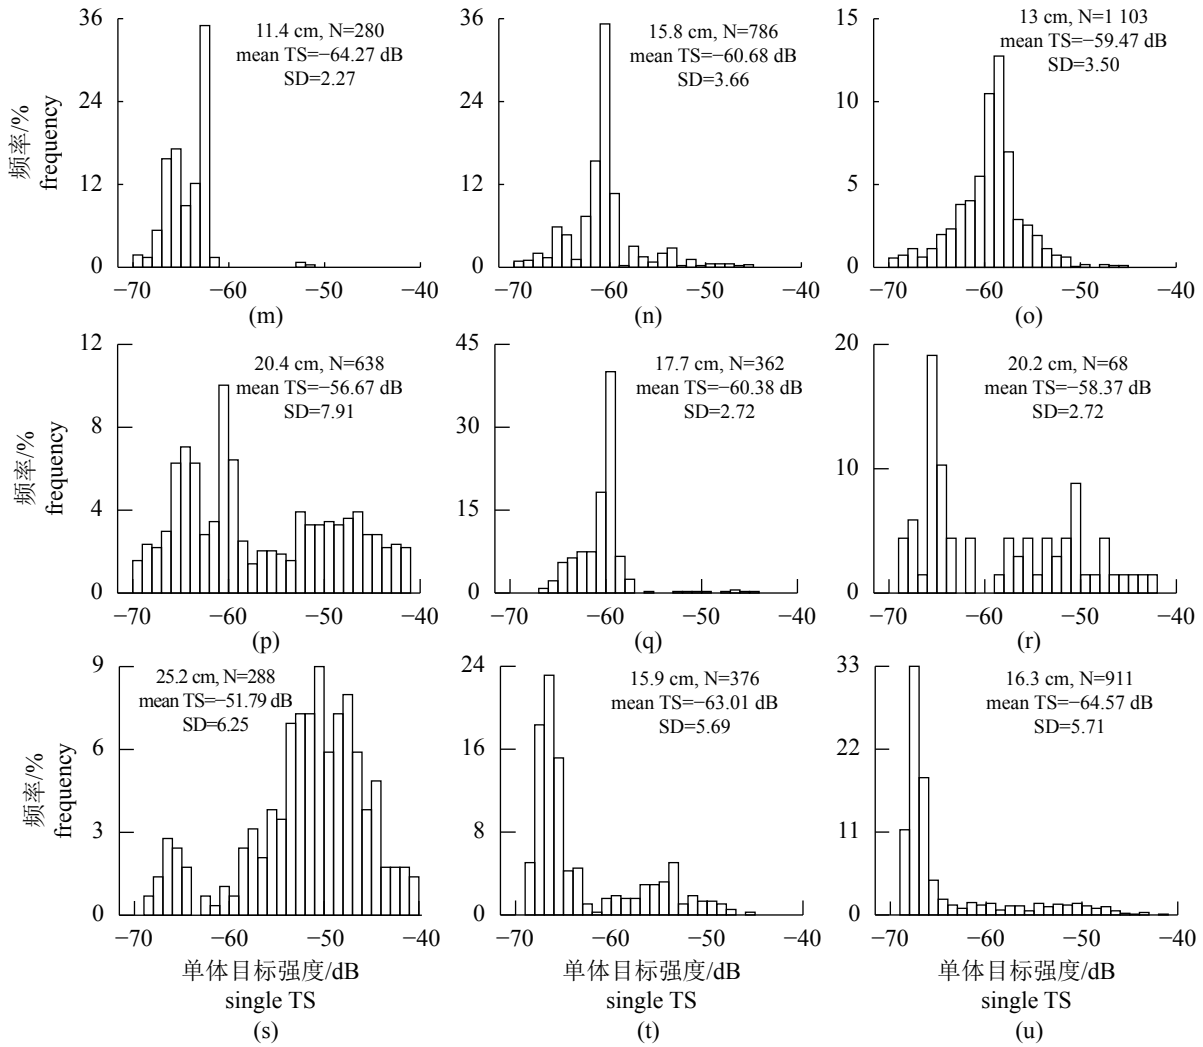 频率/%
frequency
36
24
12
0
11.4 cm, N=280
mean TS=−64.27 dB
SD=2.27
−70 −60 −50 −40
(m)
36
24
12
0
15.8 cm, N=786
mean TS=−60.68 dB
SD=3.66
−70 −60 −50 −40
(n)
15
10
5
0
13 cm, N=1 103
mean TS=−59.47 dB
SD=3.50
−70 −60 −50 −40
(o)
频率/%
frequency
12
8
4
0
20.4 cm, N=638
mean TS=−56.67 dB
SD=7.91
−70 −60 −50 −40
(p)
45
30
15
0
17.7 cm, N=362
mean TS=−60.38 dB
SD=2.72
−70 −60 −50 −40
(q)
20
10
0
20.2 cm, N=68
mean TS=−58.37 dB
SD=2.72
−70 −60 −50 −40
(r)
频率/%
frequency
9
6
3
0
25.2 cm, N=288
mean TS=−51.79 dB
SD=6.25
−70 −60 −50 −40
单体目标强度/dB
single TS
(s)
24
16
8
0
15.9 cm, N=376
mean TS=−63.01 dB
SD=5.69
−70 −60 −50 −40
单体目标强度/dB
single TS
(t)
33
22
11
0
16.3 cm, N=911
mean TS=−64.57 dB
SD=5.71
−70 −60 −50 −40
单体目标强度/dB
single TS
(u)